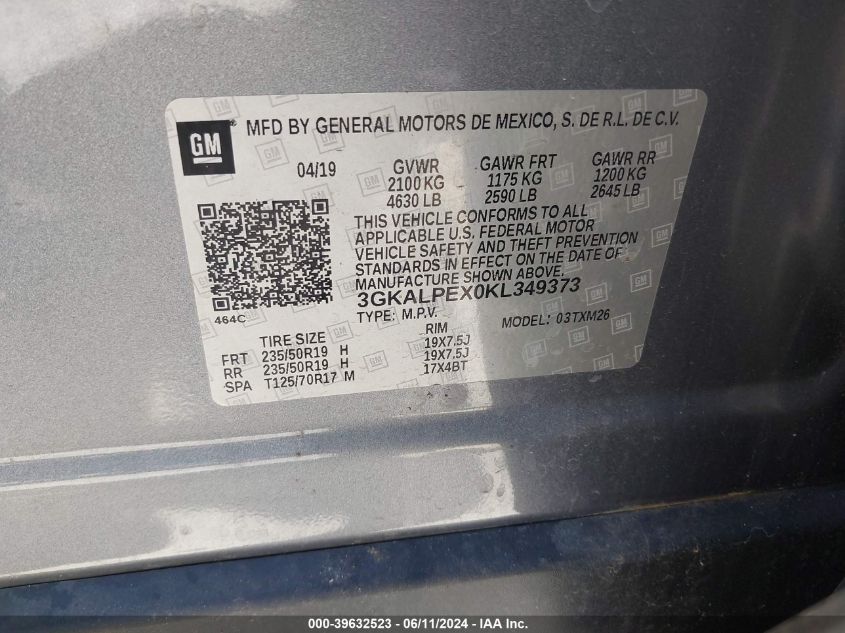 GM ® MFD BY GENERAL MOTORS DE MEXICO, S. DE R.L. DE C.V.
04/19 GVWR GAWR FRT GAWR RR
2100 KG 1175 KG 1200 KG
4630 LB 2590 LB 2645 LB
THIS VEHICLE CONFORMS TO ALL
APPLICABLE U.S. FEDERAL MOTOR
VEHICLE SAFETY AND THEFT PREVENTION
STANDARDS IN EFFECT ON THE DATE OF
MANUFACTURE SHOWN ABOVE.
3GKALPEX0KL349373
464C TYPE: M.P.V. MODEL: 03TXM26
TIRE SIZE RIM
FRT 235/50R19 H 19X7.5J
RR 235/50R19 H 19X7.5J
SPA T125/70R17 M 17X4BT
000-39632523 - 06/11/2024 - IAA Inc.